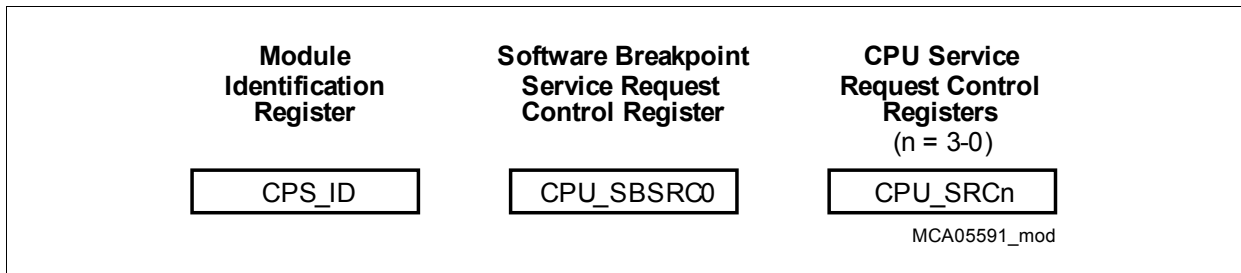 Module
Identification
Register
Software Breakpoint
Service Request
Control Register
CPU Service
Request Control
Registers
(n = 3-0)
CPS_ID
CPU_SBSRC0
CPU_SRCn
MCA05591_mod